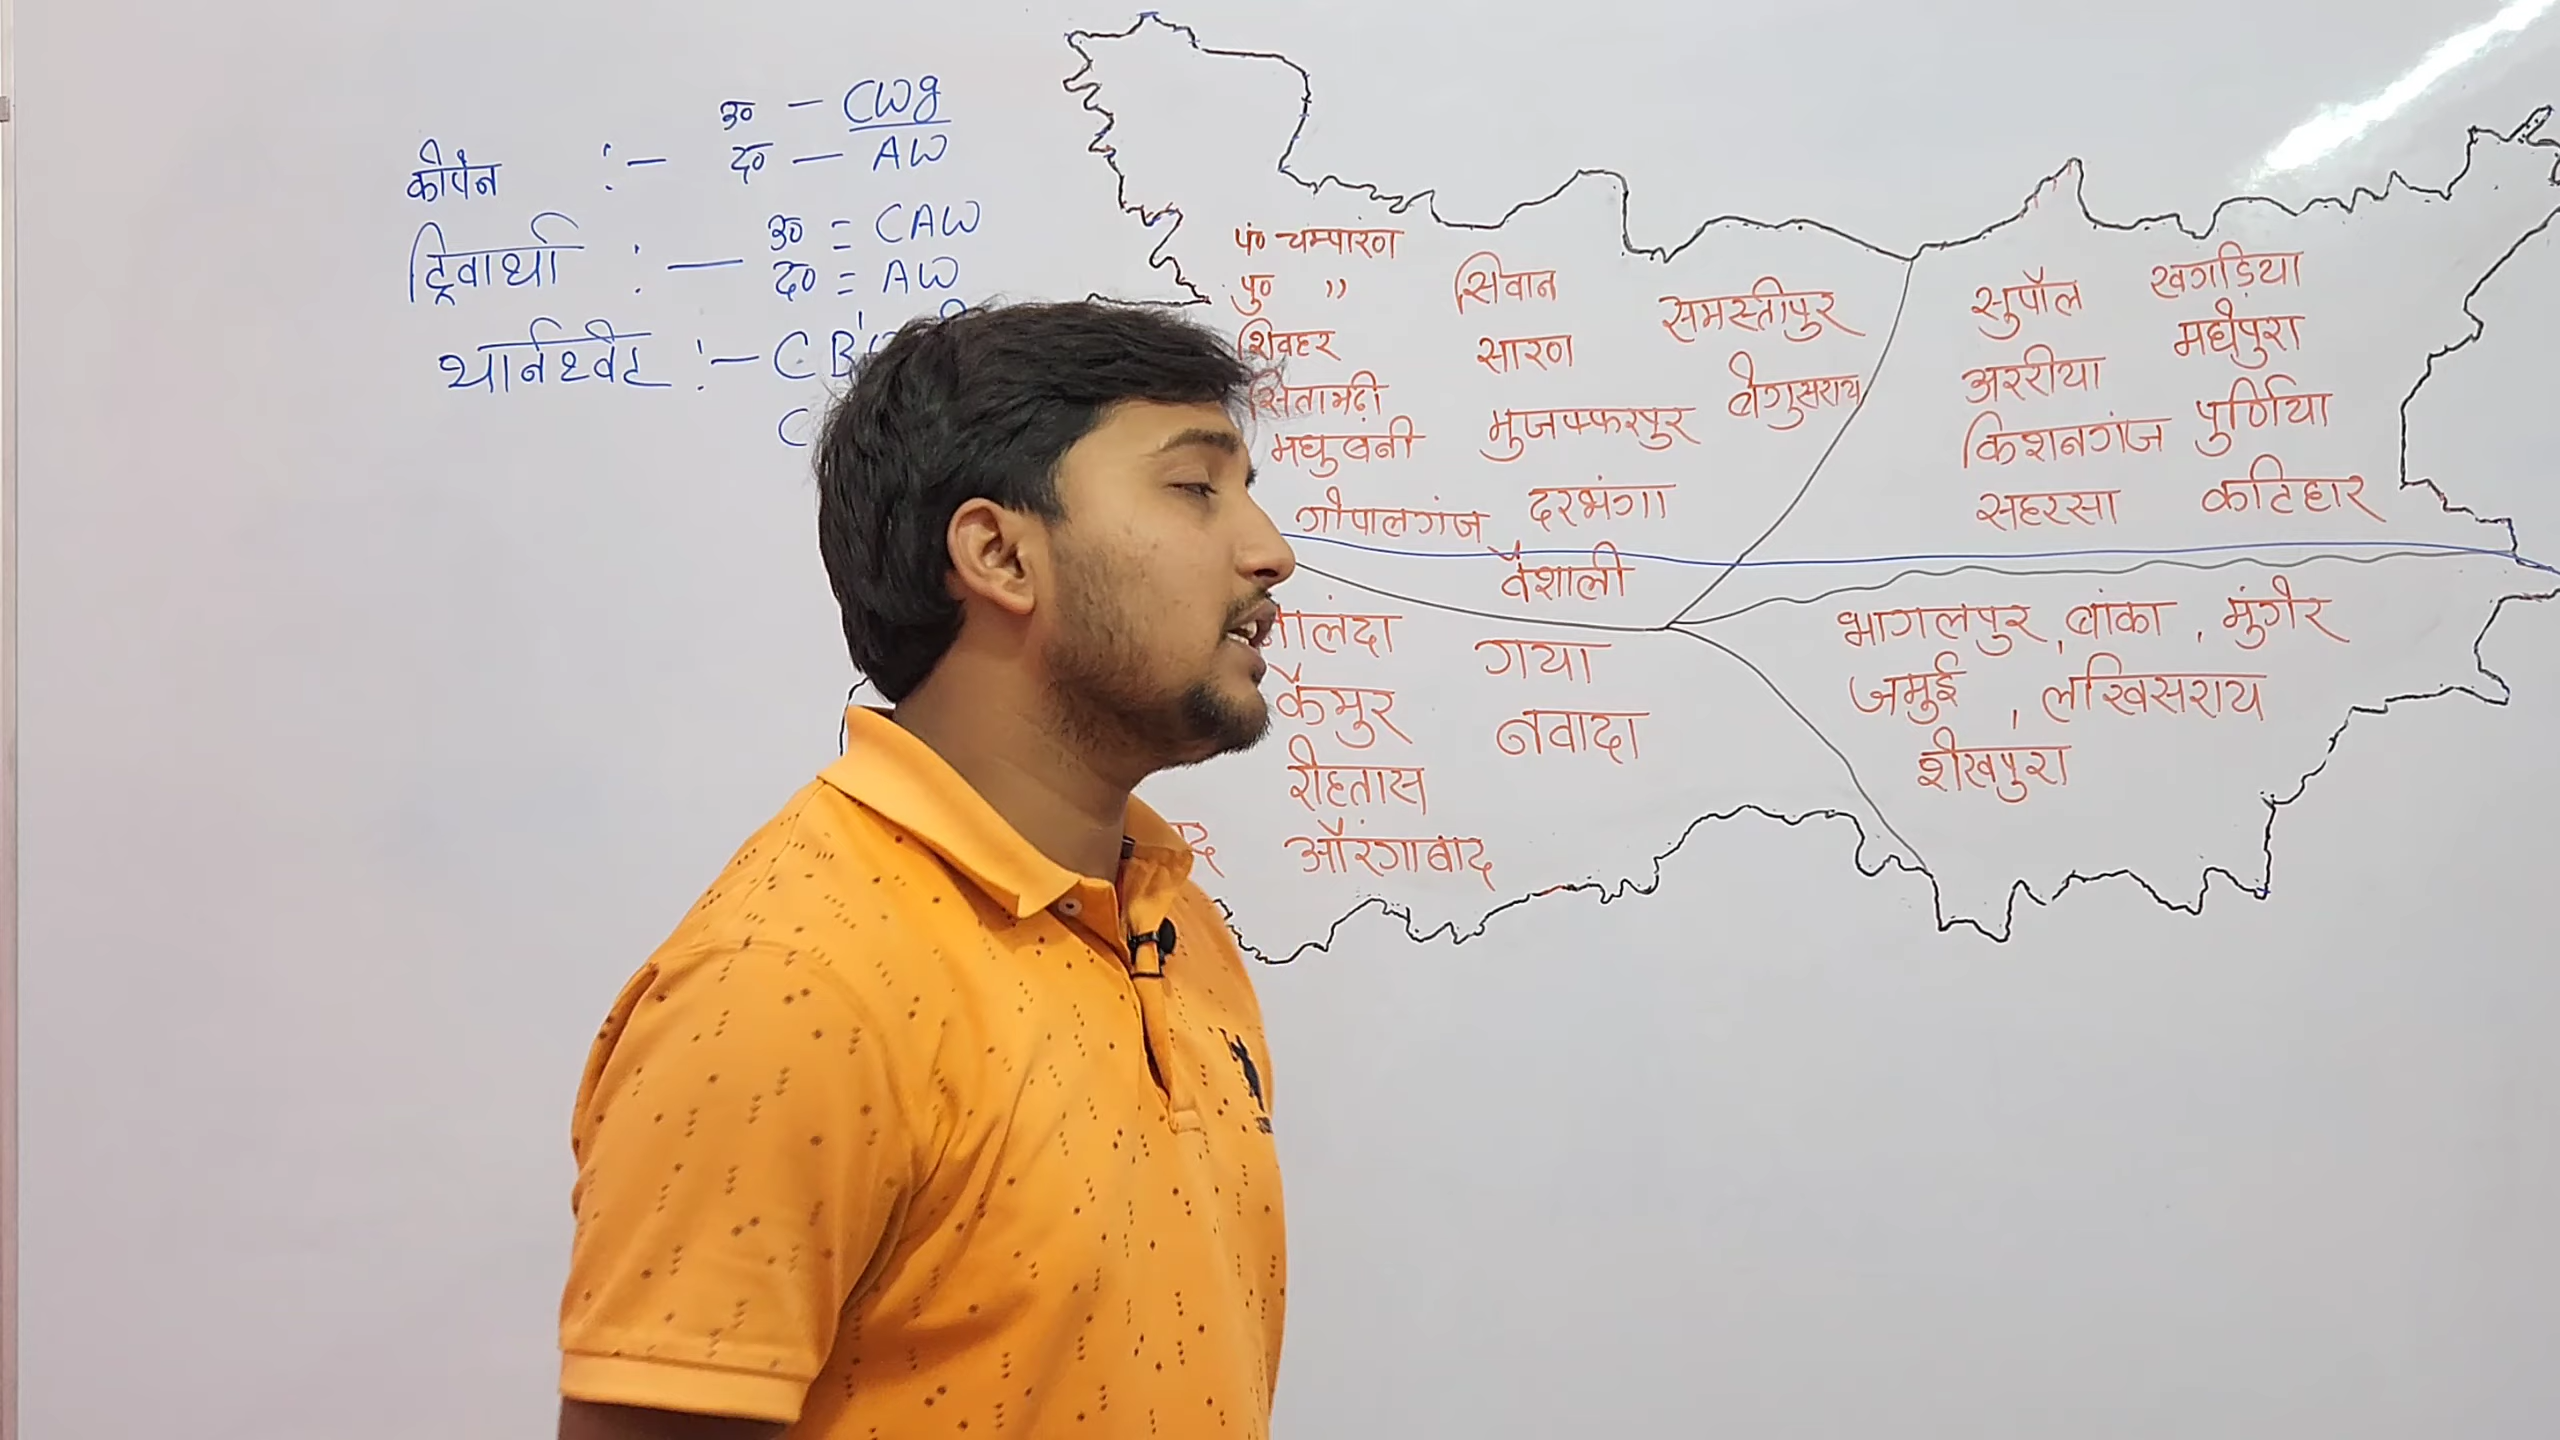 उ० — CWg
कोपेन :— द० — AW
ट्रिवार्था :— उ० = CAW
द० = AW
थार्नथ्वेट :— CB'
C
प० चम्पारण
पु० ,,
शिवहर
सितामढ़ी
मधुबनी
गोपालगंज
सिवान
सारण
मुजफ्फरपुर
दरभंगा
वैशाली
समस्तीपुर
बेगुसराय
सुपौल
अररीया
किशनगंज
सहरसा
खगड़िया
मधेपुरा
पुर्णिया
कटिहार
कैमुर
रोहतास
औरंगाबाद
गया
नवादा
भागलपुर, बांका, मुंगेर
जमुई, लखिसराय
शेखपुरा